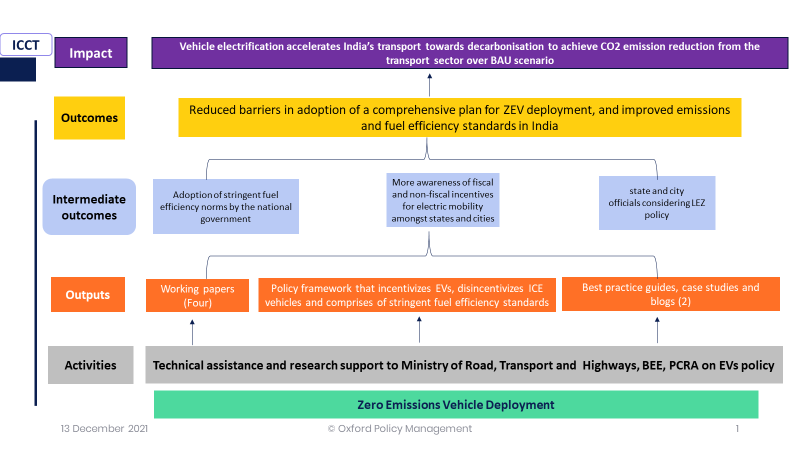 ICCT
Impact
Vehicle electrification accelerates India's transport towards decarbonisation to achieve CO2 emission reduction from the
transport sector over BAU scenario
Outcomes
Reduced barriers in adoption of a comprehensive plan for ZEV deployment, and improved emissions
and fuel efficiency standards in India
Intermediate
outcomes
Adoption of stringent fuel
efficiency norms by the national
government
More awareness of fiscal
and non-fiscal incentives
for electric mobility
amongst states and cities
state and city
officials considering LEZ
policy
Outputs
Working papers
(Four)
Policy framework that incentivizes EVs, disincentivizes ICE
vehicles and comprises of stringent fuel efficiency standards
Best practice guides, case studies and
blogs (2)
Activities
Technical assistance and research support to Ministry of Road, Transport and Highways, BEE, PCRA on EVs policy
Zero Emissions Vehicle Deployment
13 December 2021
© Oxford Policy Management
1